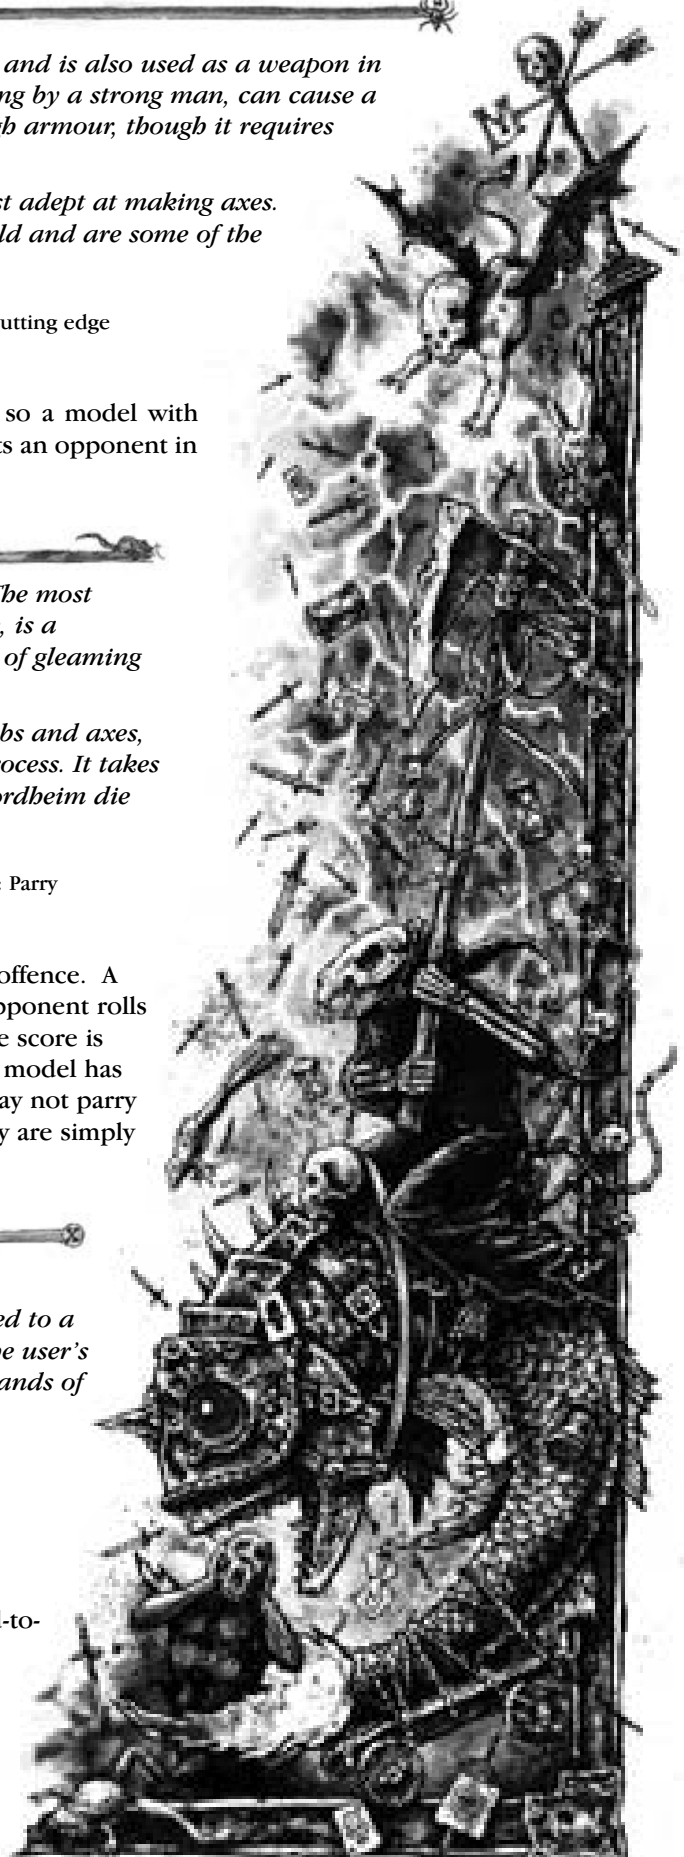 and is also used as a weapon in
ng by a strong man, can cause a
gh armour, though it requires
st adept at making axes.
ld and are some of the
utting edge
so a model with
ts an opponent in
The most
, is a
of gleaming
bs and axes,
rocess. It takes
ordheim die
: Parry
offence. A
pponent rolls
e score is
model has
ay not parry
y are simply
ed to a
he user's
ands of
d-to-